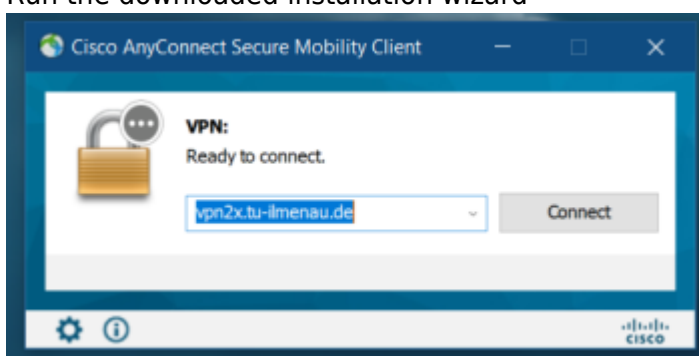 Run the downloaded installation wizard
Cisco AnyConnect Secure Mobility Client
VPN:
Ready to connect.
vpn2x.tu-ilmenau.de
Connect
cisco